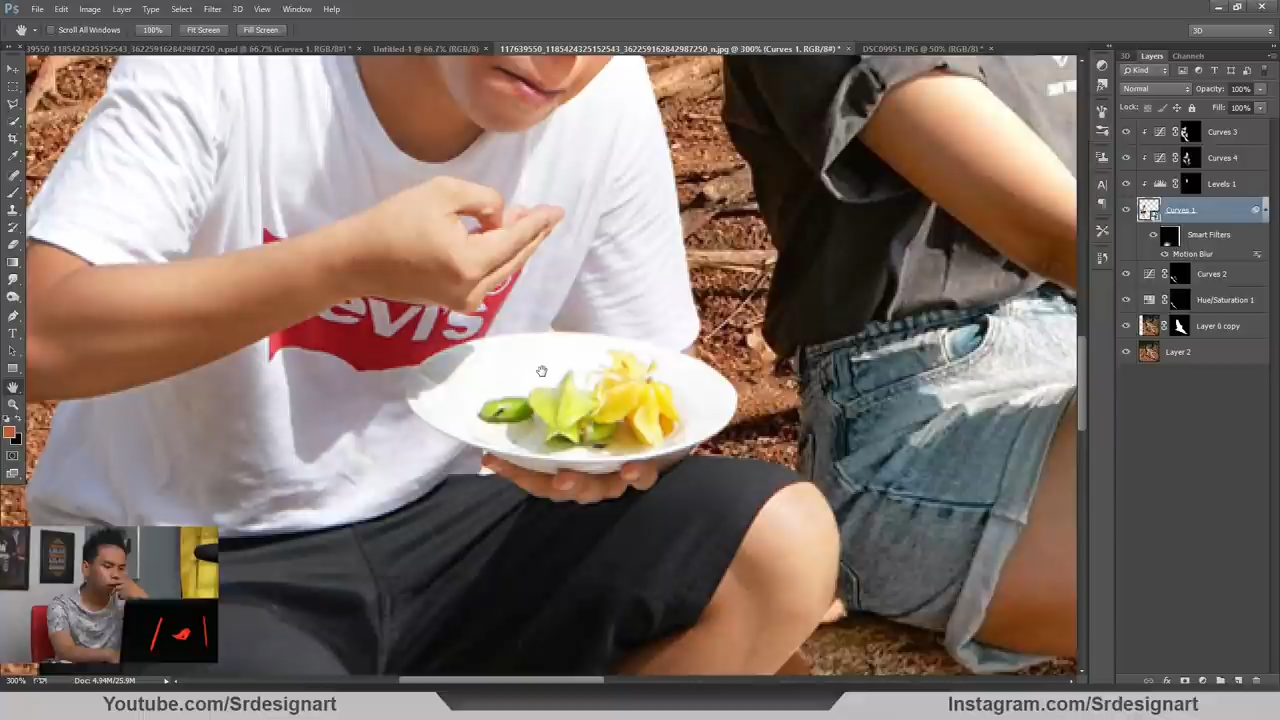 Ps File Edit Image Layer Type Select Filter 3D View Window Help
Scroll All Windows 100% Fit Screen Fill Screen 3D
39550_1185424325152543_362259162842987250_n.psd @ 66.7% (Curves 1, RGB/8#) * × Untitled-1 @ 66.7% (RGB/8) × 117639550_1185424325152543_362259162842987250_n.jpg @ 300% (Curves 1, RGB/8#) * × DSC09951.JPG @ 50% (RGB/8) * ×
3D Layers Channels
Kind
Normal Opacity: 100%
Lock: Fill: 100%
Curves 3
Curves 4
Levels 1
Curves 1
Smart Filters
Motion Blur
Curves 2
Hue/Saturation 1
Layer 0 copy
Layer 2
evi's
300% Doc: 4.94M/25.9M
Youtube.com/Srdesignart
Instagram.com/Srdesignart